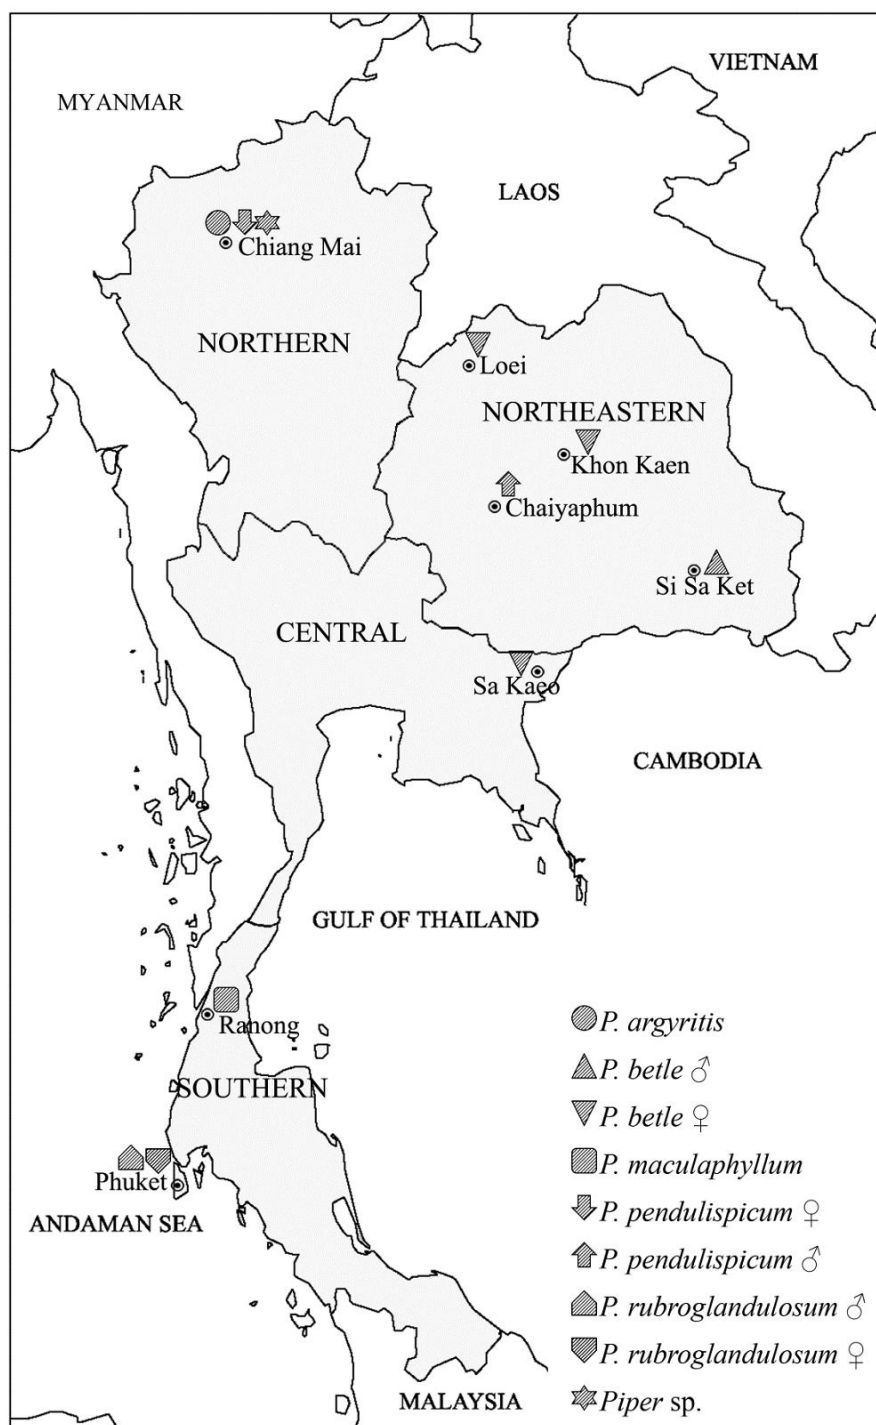 VIETNAM
MYANMAR
LAOS
Chiang Mai
NORTHERN
Loei
NORTHEASTERN
Khon Kaen
Chaiyaphum
Si Sa Ket
CENTRAL
Sa Kaeo
CAMBODIA
GULF OF THAILAND
Ranong
SOUTHERN
Phuket
ANDAMAN SEA
MALAYSIA
P. argyritis
P. betle ♂
P. betle ♀
P. maculaphyllum
P. pendulispicum ♀
P. pendulispicum ♂
P. rubroglandulosum ♂
P. rubroglandulosum ♀
Piper sp.